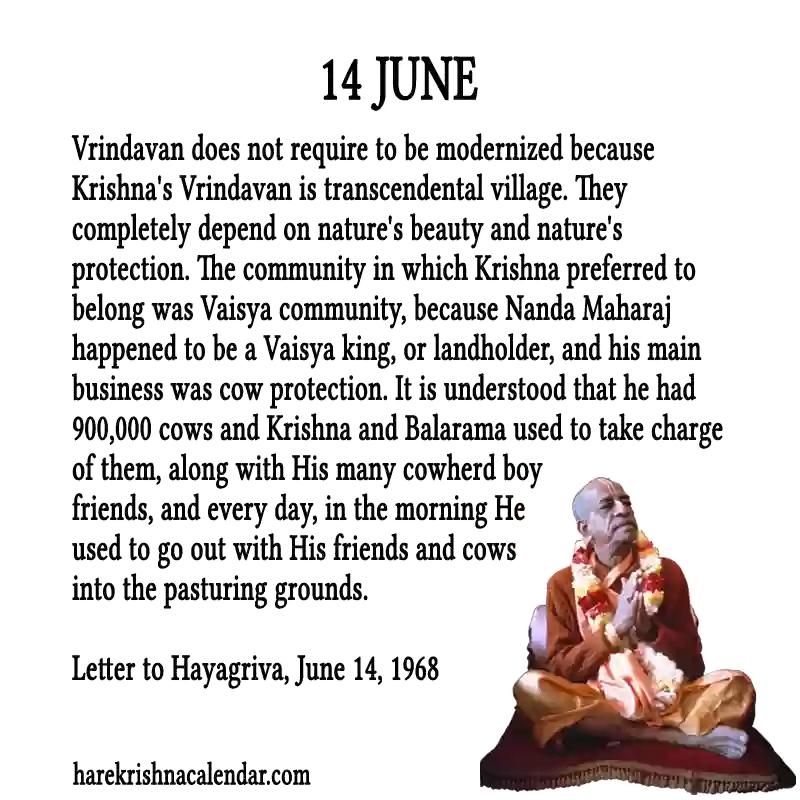 14 JUNE
Vrindavan does not require to be modernized because
Krishna's Vrindavan is transcendental village. They
completely depend on nature's beauty and nature's
protection. The community in which Krishna preferred to
belong was Vaisya community, because Nanda Maharaj
happened to be a Vaisya king, or landholder, and his main
business was cow protection. It is understood that he had
900,000 cows and Krishna and Balarama used to take charge
of them, along with His many cowherd boy
friends, and every day, in the morning He
used to go out with His friends and cows
into the pasturing grounds.
Letter to Hayagriva, June 14, 1968
harekrishnacalendar.com